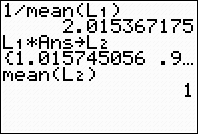 1/mean(L₁)
2.015367175
L₁*Ans→L₂
{1.015745056 .9…
mean(L₂)
1